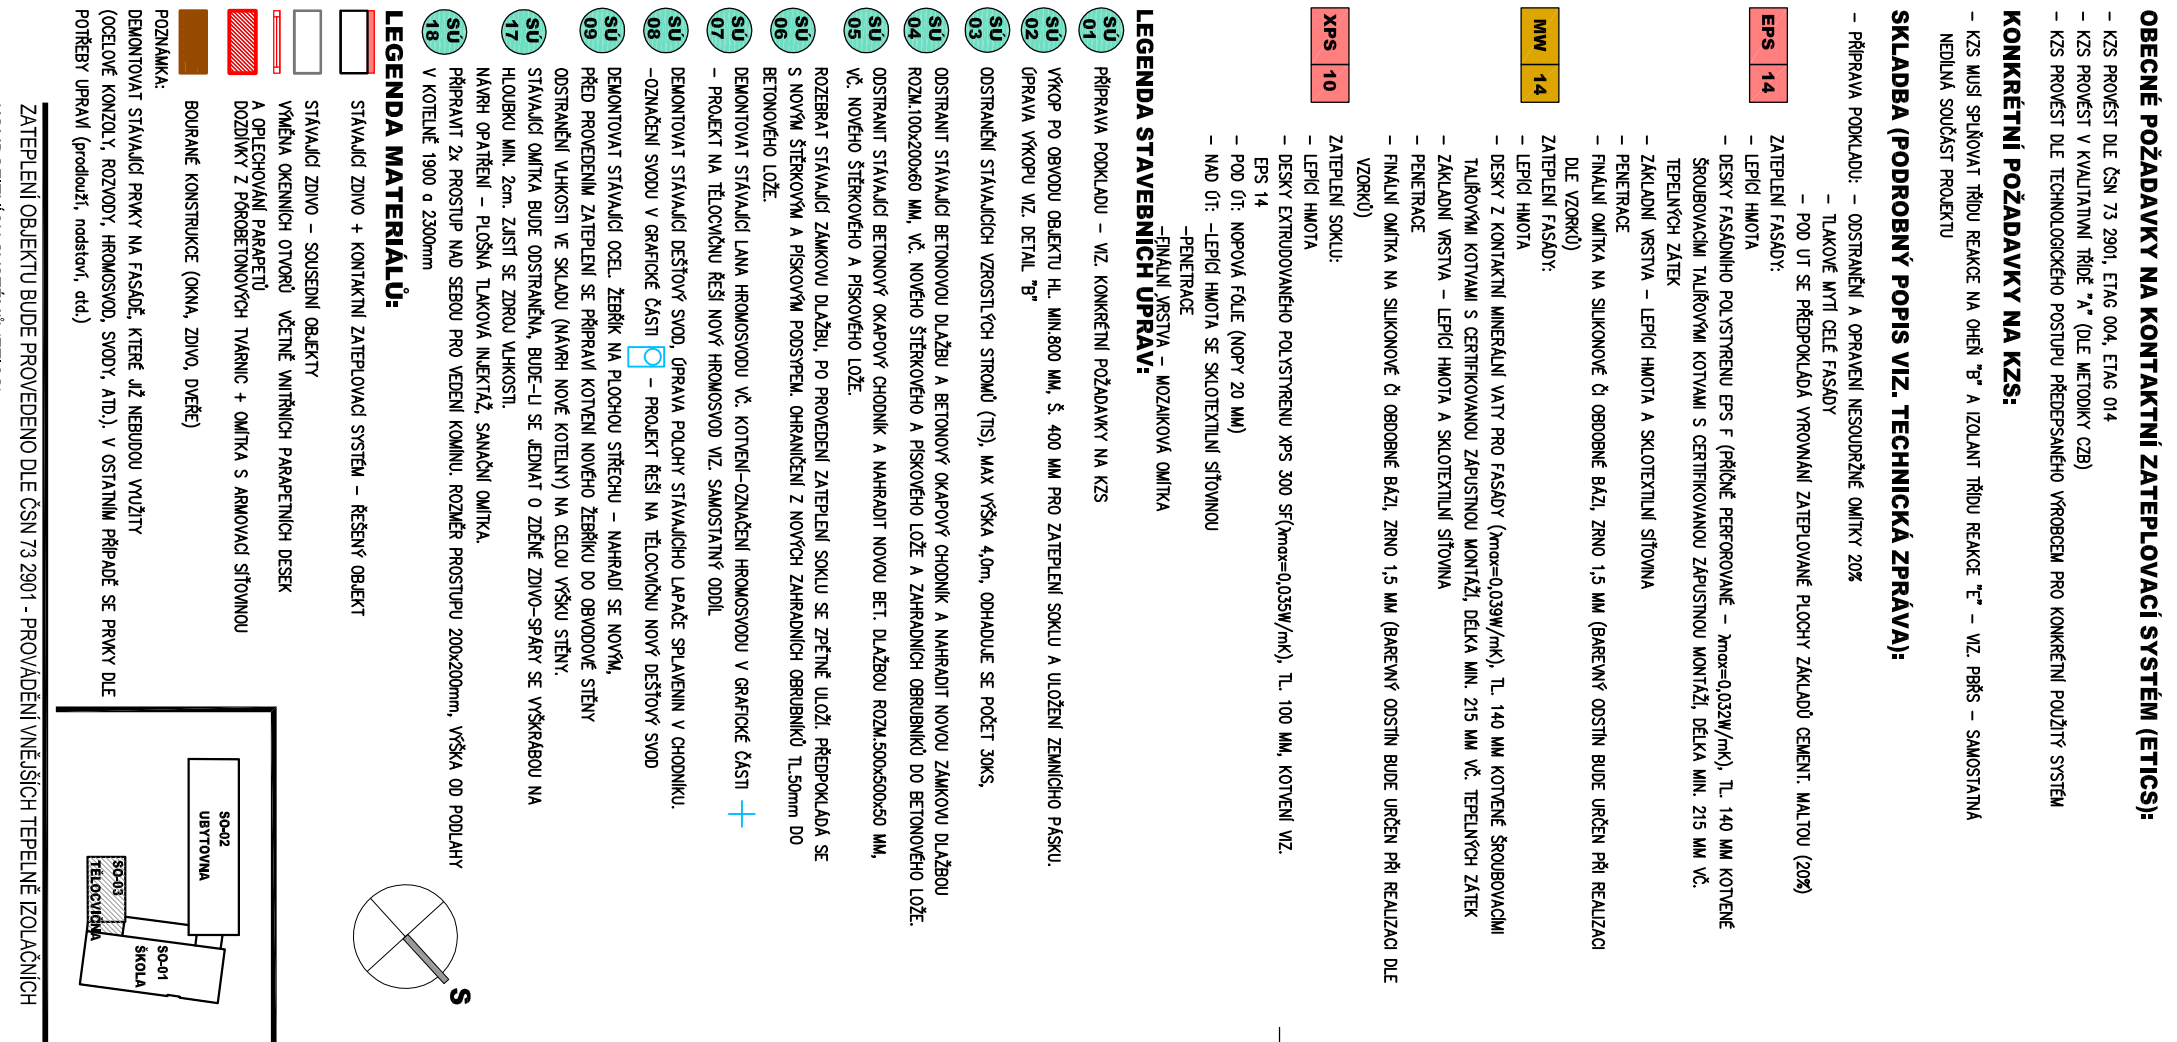 OBECNÉ POŽADAVKY NA KONTAKTNÍ ZATEPLOVACÍ SYSTÉM (ETICS):
- KZS PROVÉST DLE ČSN 73 2901, ETAG 004, ETAG 014
- KZS PROVÉST V KVALITATIVNÍ TŘÍDĚ "A" (DLE METODIKY CZB)
- KZS PROVÉST DLE TECHNOLOGICKÉHO POSTUPU PŘEDEPSANÉHO VÝROBCEM PRO KONKRÉTNÍ POUŽITÝ SYSTÉM
KONKRÉTNÍ POŽADAVKY NA KZS:
- KZS MUSÍ SPLŇOVAT TŘÍDU REAKCE NA OHEŇ "B" A IZOLANT TŘÍDU REAKCE "E" - VIZ. PBŘS - SAMOSTATNÁ
NEDÍLNÁ SOUČÁST PROJEKTU
SKLADBA (PODROBNÝ POPIS VIZ. TECHNICKÁ ZPRÁVA):
- PŘÍPRAVA PODKLADU: - ODSTRANĚNÍ A OPRAVENÍ NESOUDRŽNÉ OMÍTKY 20%
- TLAKOVÉ MYTÍ CELÉ FASÁDY
- POD UT SE PŘEDPOKLÁDÁ VYROVNÁNÍ ZATEPLOVANÉ PLOCHY ZÁKLADŮ CEMENT. MALTOU (20%)
EPS 14
ZATEPLENÍ FASÁDY:
- LEPÍCÍ HMOTA
- DESKY FASÁDNÍHO POLYSTYRENU EPS F (PŘÍČNĚ PERFOROVANÉ - λmax=0,032W/mK), TL. 140 MM KOTVENÉ
ŠROUBOVACÍMI TALÍŘOVÝMI KOTVAMI S CERTIFIKOVANOU ZÁPUSTNOU MONTÁŽÍ, DÉLKA MIN. 215 MM VČ.
TEPELNÝCH ZÁTEK
- ZÁKLADNÍ VRSTVA - LEPÍCÍ HMOTA A SKLOTEXTILNÍ SÍŤOVINA
- PENETRACE
- FINÁLNÍ OMÍTKA NA SILIKONOVÉ ČI OBDOBNÉ BÁZI, ZRNO 1,5 MM (BAREVNÝ ODSTÍN BUDE URČEN PŘI REALIZACI
DLE VZORKŮ)
MW 14
ZATEPLENÍ FASÁDY:
- LEPÍCÍ HMOTA
- DESKY Z KONTAKTNÍ MINERÁLNÍ VATY PRO FASÁDY (λmax=0,039W/mK), TL. 140 MM KOTVENÉ ŠROUBOVACÍMI
TALÍŘOVÝMI KOTVAMI S CERTIFIKOVANOU ZÁPUSTNOU MONTÁŽÍ, DÉLKA MIN. 215 MM VČ. TEPELNÝCH ZÁTEK
- ZÁKLADNÍ VRSTVA - LEPÍCÍ HMOTA A SKLOTEXTILNÍ SÍŤOVINA
- PENETRACE
- FINÁLNÍ OMÍTKA NA SILIKONOVÉ ČI OBDOBNÉ BÁZI, ZRNO 1,5 MM (BAREVNÝ ODSTÍN BUDE URČEN PŘI REALIZACI DLE
VZORKŮ)
XPS 10
ZATEPLENÍ SOKLU:
- LEPÍCÍ HMOTA
- DESKY EXTRUDOVANÉHO POLYSTYRENU XPS 300 SF(λmax=0,035W/mK), TL. 100 MM, KOTVENÍ VIZ.
EPS 14
- POD ÚT: NOPOVÁ FÓLIE (NOPY 20 MM)
- NAD ÚT: -LEPÍCÍ HMOTA SE SKLOTEXTILNÍ SÍŤOVINOU
-PENETRACE
-FINÁLNÍ VRSTVA - MOZAIKOVÁ OMÍTKA
LEGENDA STAVEBNÍCH ÚPRAV:
SÚ 01 PŘÍPRAVA PODKLADU - VIZ. KONKRÉTNÍ POŽADAVKY NA KZS
SÚ 02 VÝKOP PO OBVODU OBJEKTU HL. MIN.800 MM, Š. 400 MM PRO ZATEPLENÍ SOKLU A ULOŽENÍ ZEMNÍCÍHO PÁSKU.
ÚPRAVA VÝKOPU VIZ. DETAIL "B"
SÚ 03 ODSTRANĚNÍ STÁVAJÍCÍCH VZROSTLÝCH STROMŮ (TIS), MAX VÝŠKA 4,0m, ODHADUJE SE POČET 30KS,
SÚ 04 ODSTRANIT STÁVAJÍCÍ BETONOVOU DLAŽBU A BETONOVÝ OKAPOVÝ CHODNÍK A NAHRADIT NOVOU ZÁMKOVU DLAŽBOU
ROZM.100x200x60 MM, VČ. NOVÉHO ŠTĚRKOVÉHO A PÍSKOVÉHO LOŽE A ZAHRADNÍCH OBRUBNÍKŮ DO BETONOVÉHO LOŽE.
SÚ 05 ODSTRANIT STÁVAJÍCÍ BETONOVÝ OKAPOVÝ CHODNÍK A NAHRADIT NOVOU BET. DLAŽBOU ROZM.500x500x50 MM,
VČ. NOVÉHO ŠTĚRKOVÉHO A PÍSKOVÉHO LOŽE.
SÚ 06 ROZEBRAT STÁVAJÍCÍ ZÁMKOVU DLAŽBU, PO PROVEDENÍ ZATEPLENÍ SOKLU SE ZPĚTNĚ ULOŽÍ. PŘEDPOKLÁDÁ SE
S NOVÝM ŠTĚRKOVÝM A PÍSKOVÝM PODSYPEM. OHRANIČENÍ Z NOVÝCH ZAHRADNÍCH OBRUBNÍKŮ TL.50mm DO
BETONOVÉHO LOŽE.
SÚ 07 DEMONTOVAT STÁVAJÍCÍ LANA HROMOSVODU VČ. KOTVENÍ-OZNAČENÍ HROMOSVODU V GRAFICKÉ ČÁSTI
- PROJEKT NA TĚLOCVIČNU ŘEŠÍ NOVÝ HROMOSVOD VIZ. SAMOSTATNÝ ODDÍL
SÚ 08 DEMONTOVAT STÁVAJÍCÍ DEŠŤOVÝ SVOD, ÚPRAVA POLOHY STÁVAJÍCÍHO LAPAČE SPLAVENIN V CHODNÍKU.
-OZNAČENÍ SVODU V GRAFICKÉ ČÁSTI - PROJEKT ŘEŠÍ NA TĚLOCVIČNU NOVÝ DEŠŤOVÝ SVOD
SÚ 09 DEMONTOVAT STÁVAJÍCÍ OCEL. ŽEBŘÍK NA PLOCHOU STŘECHU - NAHRADÍ SE NOVÝM,
PŘED PROVEDENÍM ZATEPLENÍ SE PŘIPRAVÍ KOTVENÍ NOVÉHO ŽEBŘÍKU DO OBVODOVÉ STĚNY
SÚ 17 ODSTRANĚNÍ VLHKOSTI VE SKLADU (NÁVRH NOVÉ KOTELNY) NA CELOU VÝŠKU STĚNY.
STÁVAJÍCÍ OMÍTKA BUDE ODSTRANĚNA, BUDE-LI SE JEDNAT O ZDĚNÉ ZDIVO-SPÁRY SE VYŠKRÁBOU NA
HLOUBKU MIN. 2cm. ZJISTÍ SE ZDROJ VLHKOSTI.
NÁVRH OPATŘENÍ - PLOŠNÁ TLAKOVÁ INJEKTÁŽ, SANAČNÍ OMÍTKA.
SÚ 18 PŘIPRAVIT 2x PROSTUP NAD SEBOU PRO VEDENÍ KOMÍNU. ROZMĚR PROSTUPU 200x200mm, VÝŠKA OD PODLAHY
V KOTELNĚ 1900 a 2300mm
LEGENDA MATERIÁLŮ:
STÁVAJÍCÍ ZDIVO + KONTAKTNÍ ZATEPLOVACÍ SYSTÉM - ŘEŠENÝ OBJEKT
STÁVAJÍCÍ ZDIVO - SOUSEDNÍ OBJEKTY
VÝMĚNA OKENNÍCH OTVORŮ VČETNĚ VNITŘNÍCH PARAPETNÍCH DESEK
A OPLECHOVÁNÍ PARAPETŮ
DOZDÍVKY Z PÓROBETONOVÝCH TVÁRNIC + OMÍTKA S ARMOVACÍ SÍŤOVINOU
BOURANÉ KONSTRUKCE (OKNA, ZDIVO, DVEŘE)
POZNÁMKA:
DEMONTOVAT STÁVAJÍCÍ PRVKY NA FASÁDĚ, KTERÉ JIŽ NEBUDOU VYUŽITY
(OCELOVÉ KONZOLY, ROZVODY, HROMOSVOD, SVODY, ATD.). V OSTATNÍM PŘÍPADĚ SE PRVKY DLE
POTŘEBY UPRAVÍ (prodlouží, nadstaví, atd.)
S
SO-02
UBYTOVNA
SO-03
TĚLOCVIČNA
SO-01
ŠKOLA
ZATEPLENÍ OBJEKTU BUDE PROVEDENO DLE ČSN 73 2901 - PROVÁDĚNÍ VNĚJŠÍCH TEPELNĚ IZOLAČNÍCH